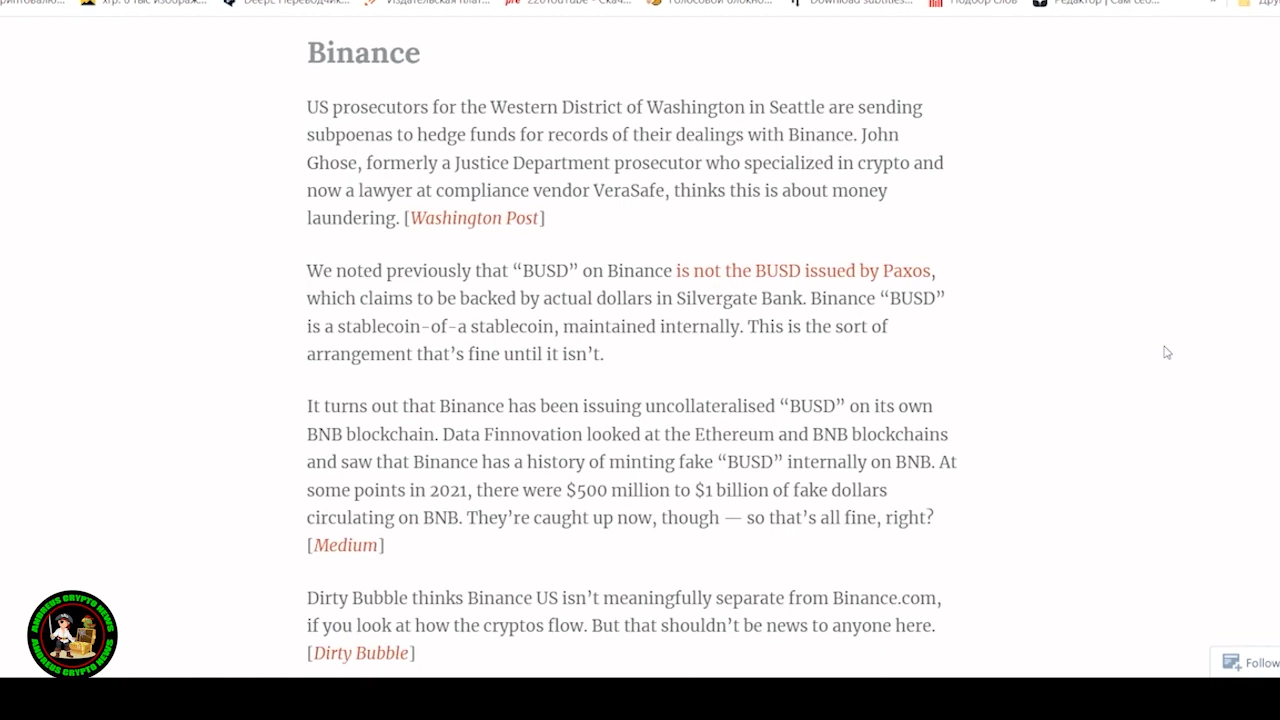 Binance
US prosecutors for the Western District of Washington in Seattle are sending
subpoenas to hedge funds for records of their dealings with Binance. John
Ghose, formerly a Justice Department prosecutor who specialized in crypto and
now a lawyer at compliance vendor VeraSafe, thinks this is about money
laundering. [Washington Post]
We noted previously that “BUSD” on Binance is not the BUSD issued by Paxos,
which claims to be backed by actual dollars in Silvergate Bank. Binance “BUSD”
is a stablecoin-of-a stablecoin, maintained internally. This is the sort of
arrangement that’s fine until it isn’t.
It turns out that Binance has been issuing uncollateralised “BUSD” on its own
BNB blockchain. Data Finnovation looked at the Ethereum and BNB blockchains
and saw that Binance has a history of minting fake “BUSD” internally on BNB. At
some points in 2021, there were $500 million to $1 billion of fake dollars
circulating on BNB. They’re caught up now, though — so that’s all fine, right?
[Medium]
Dirty Bubble thinks Binance US isn’t meaningfully separate from Binance.com,
if you look at how the cryptos flow. But that shouldn’t be news to anyone here.
[Dirty Bubble]
ANDREUS CRYPTO NEWS
ANDREUS CRYPTO NEWS
Follow